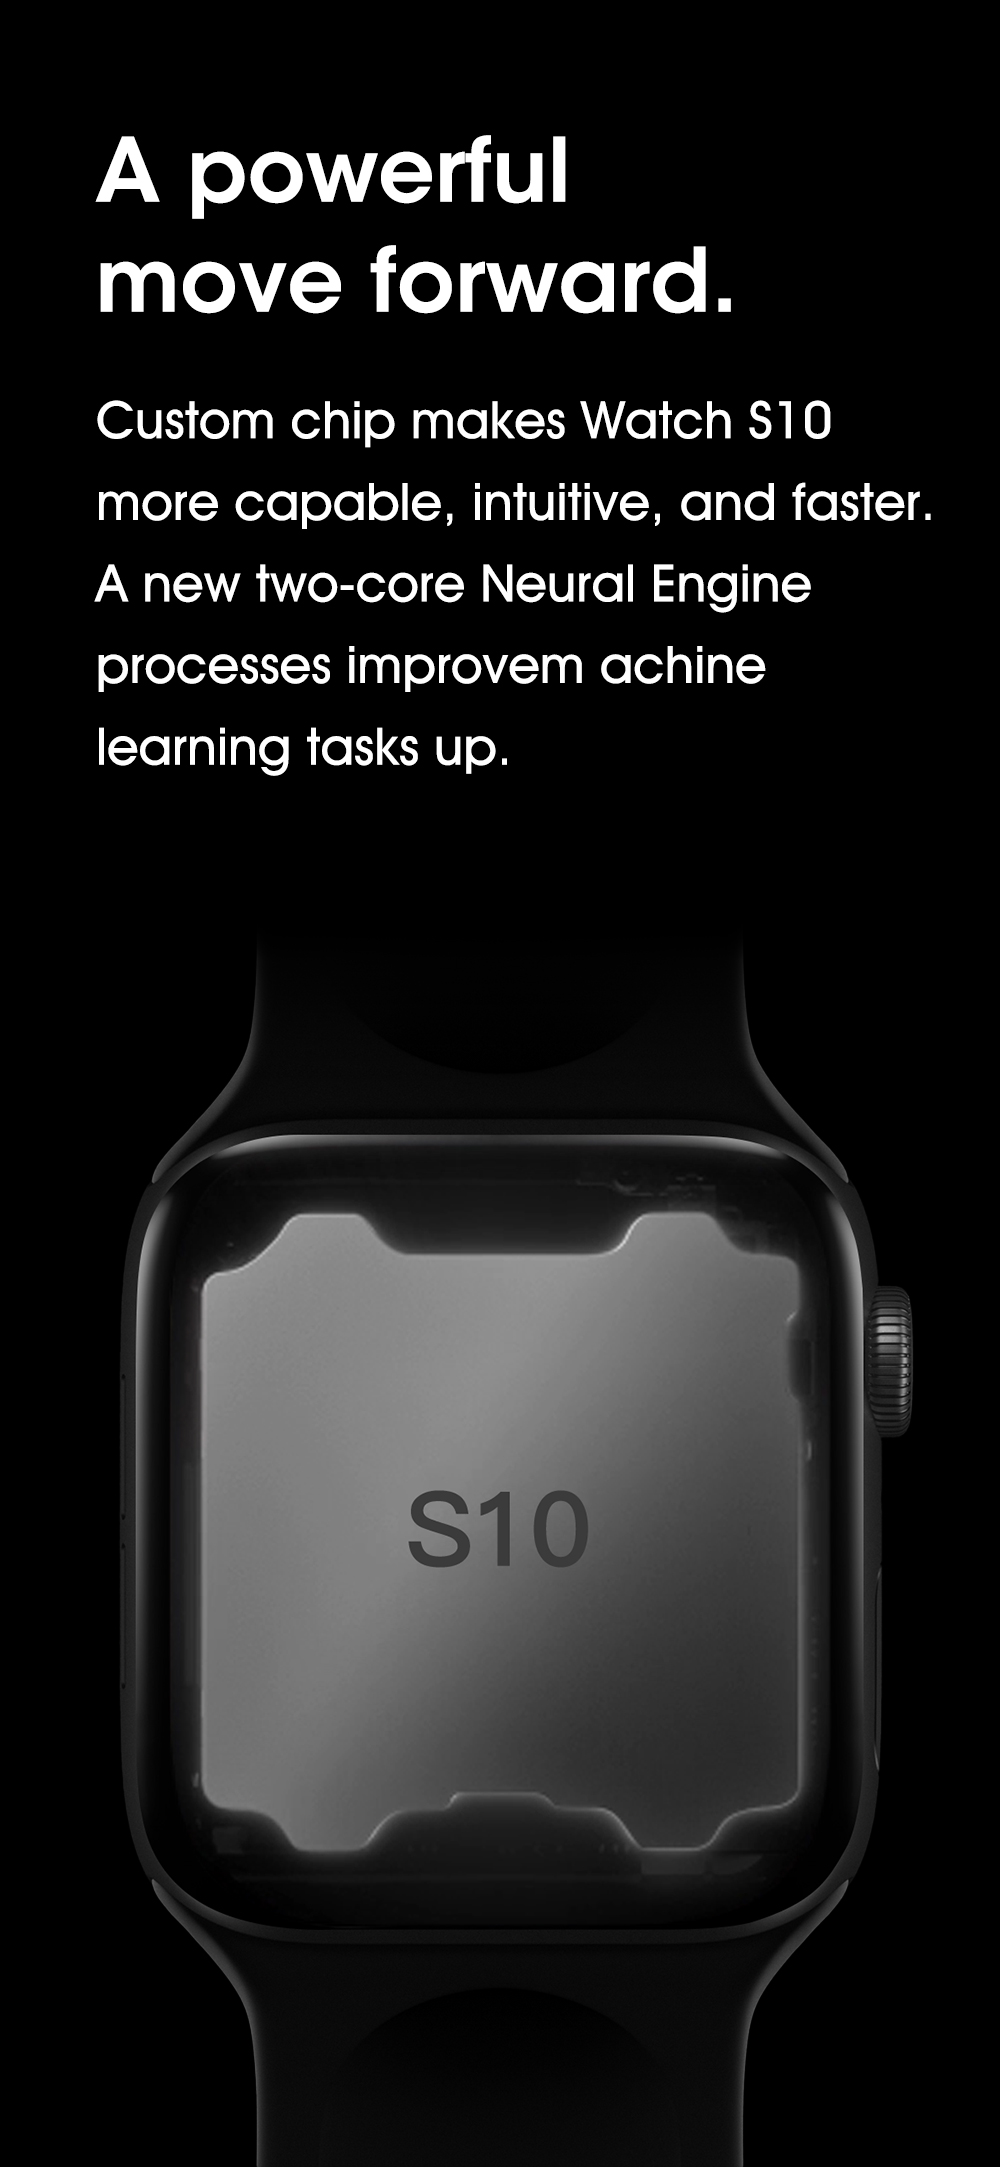 A powerful
move forward.
Custom chip makes Watch S10
more capable, intuitive, and faster.
A new two-core Neural Engine
processes improvem achine
learning tasks up.
S10